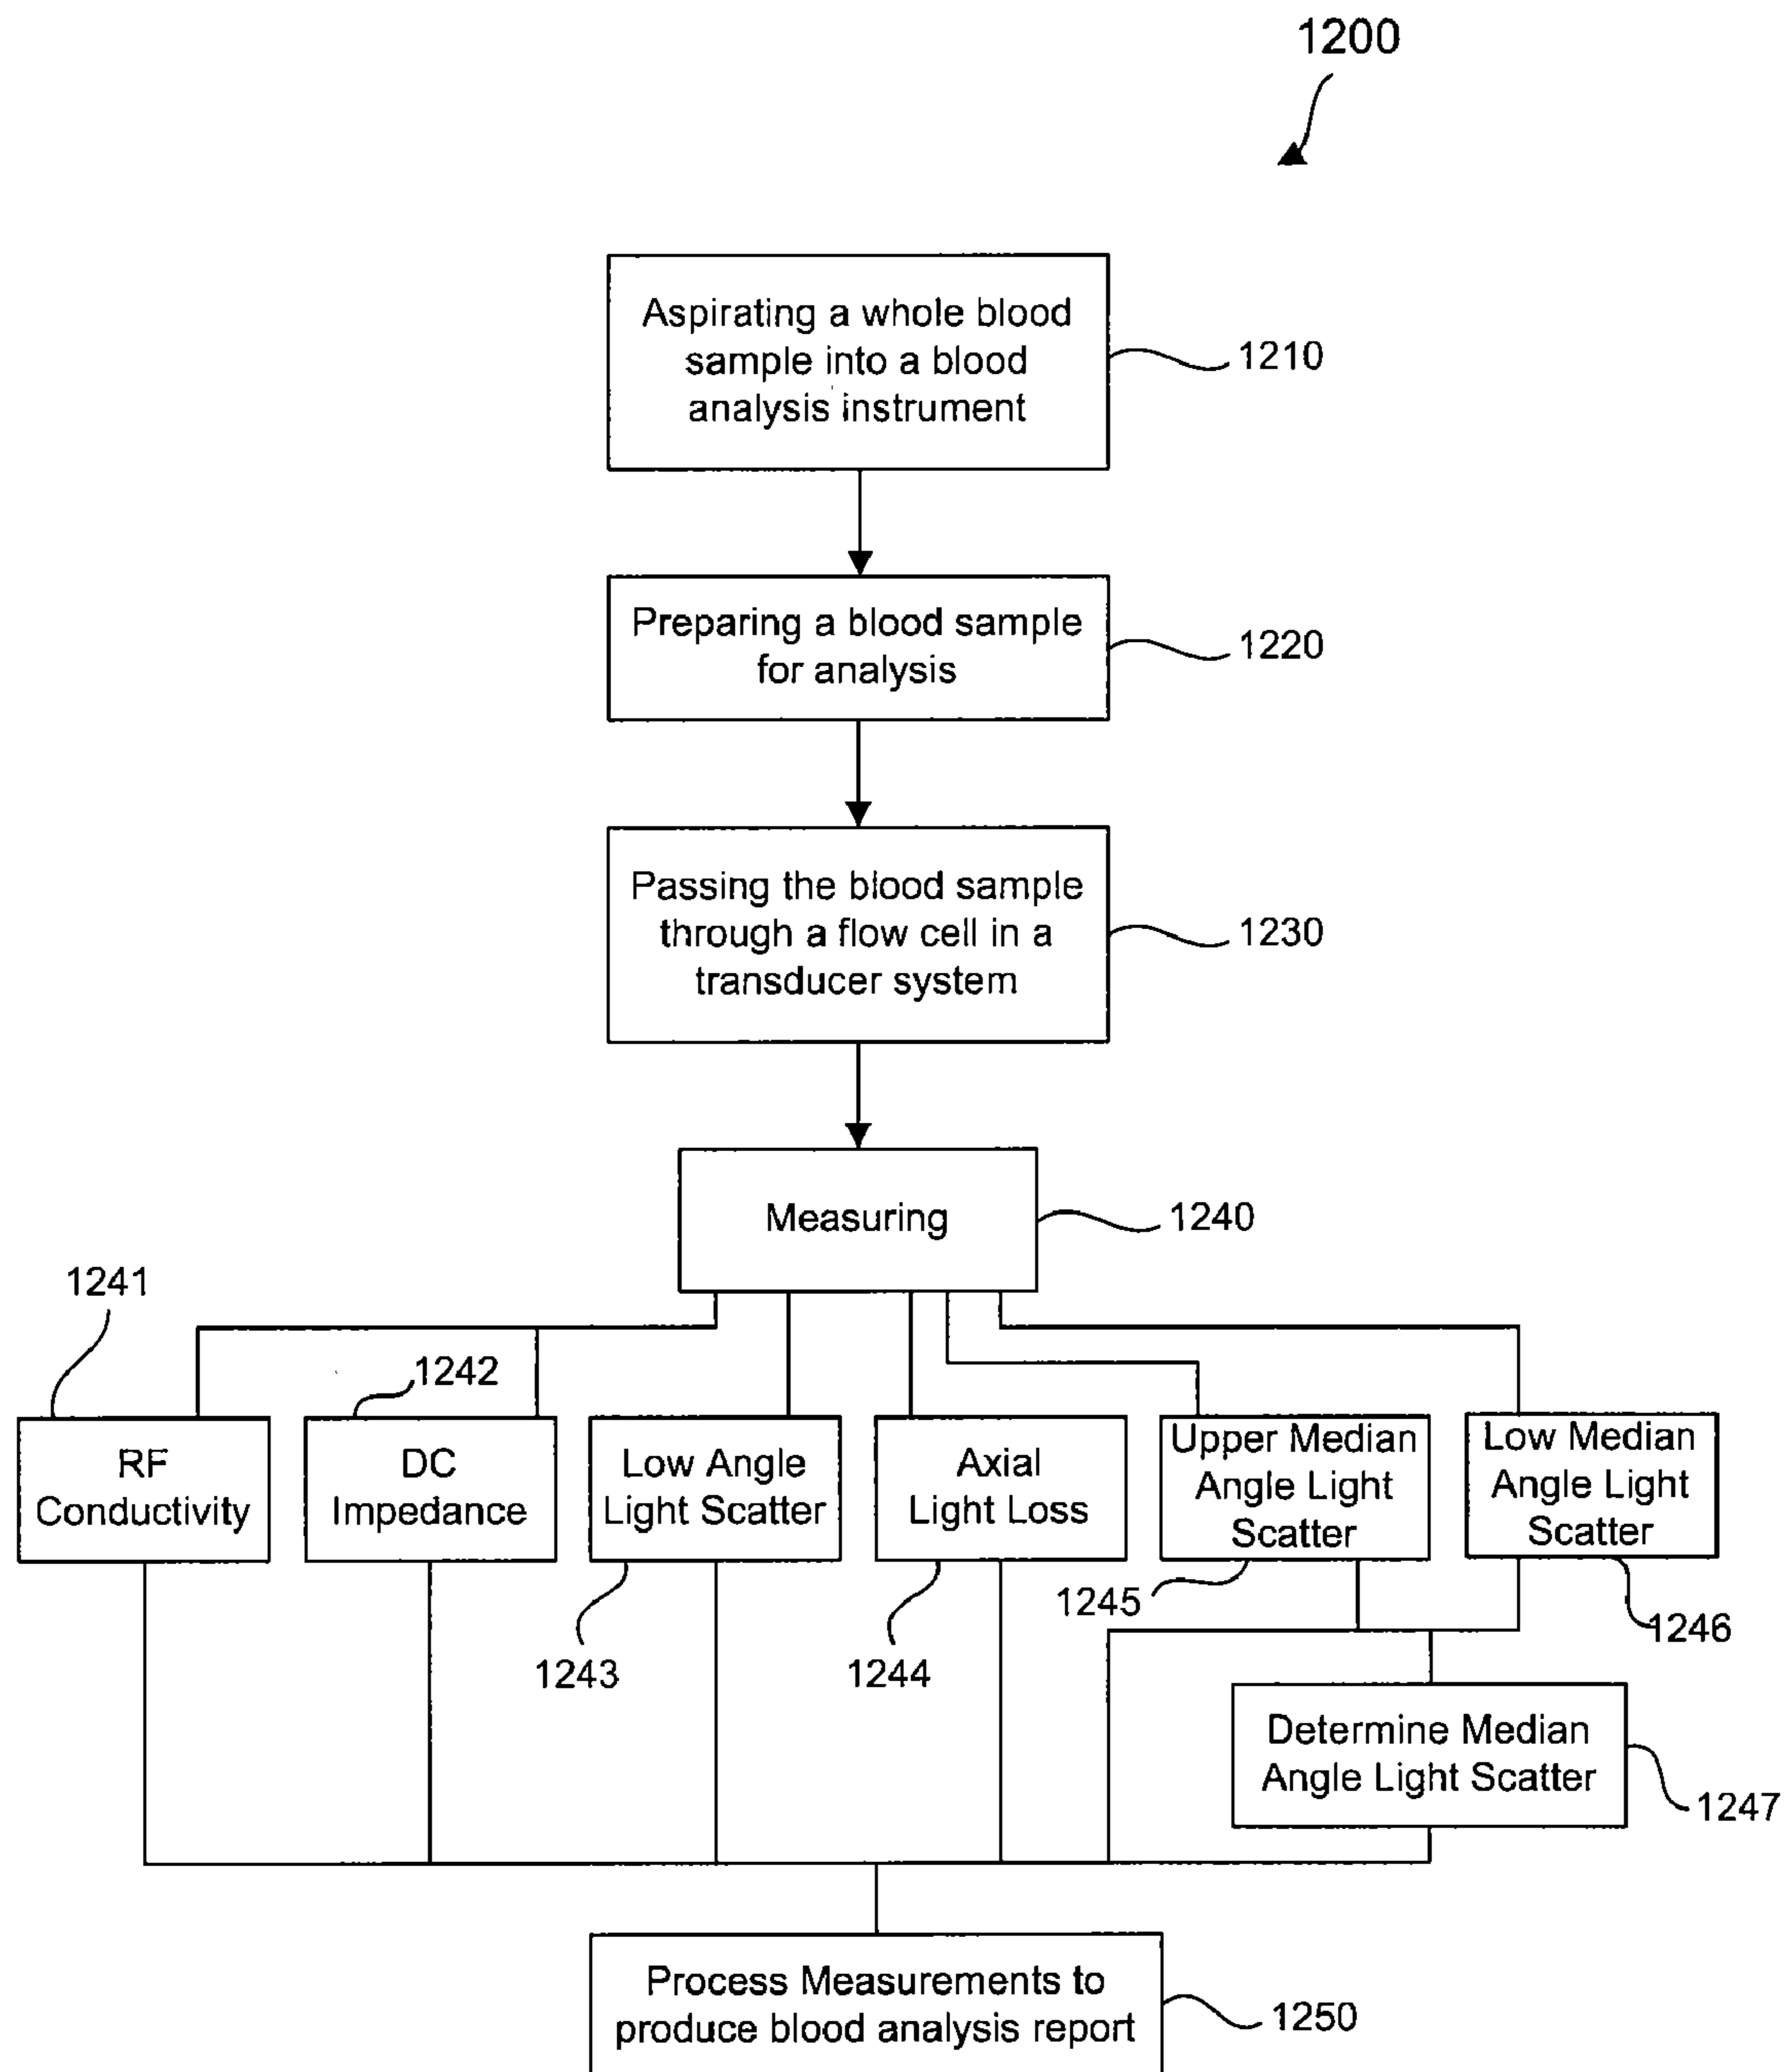 1200
Aspirating a whole blood
sample into a blood
analysis instrument
1210
Preparing a blood sample
for analysis
1220
Passing the blood sample
through a flow cell in a
transducer system
1230
Measuring
1240
1241
1242
RF
Conductivity
DC
Impedance
Low Angle
Light Scatter
Axial
Light Loss
Upper Median
Angle Light
Scatter
Low Median
Angle Light
Scatter
1243
1244
1245
1246
Determine Median
Angle Light Scatter
1247
Process Measurements to
produce blood analysis report
1250